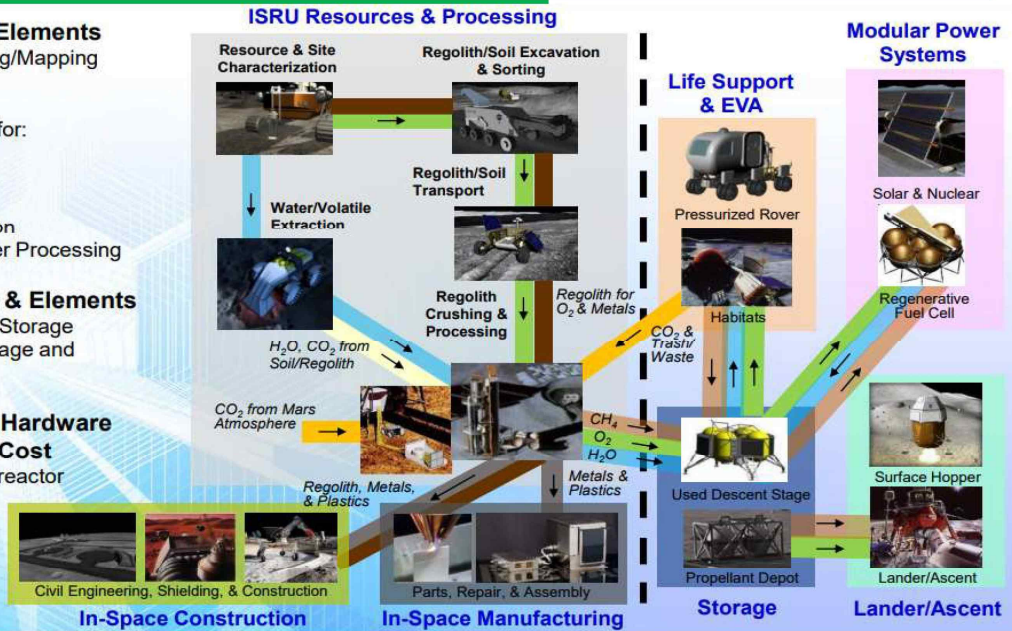 Elements
g/Mapping
for:
on
er Processing
& Elements
Storage
age and
Hardware
Cost
reactor
ISRU Resources & Processing
Resource & Site
Characterization
Regolith/Soil Excavation
& Sorting
Regolith/Soil
Transport
Water/Volatile
Extraction
Regolith
Crushing &
Processing
Regolith for
O2 & Metals
H2O, CO2 from
Soil/Regolith
CO2 from Mars
Atmosphere
Regolith, Metals,
& Plastics
Metals &
Plastics
CO2 &
Trash/
Waste
CH4
O2
H2O
Civil Engineering, Shielding, & Construction
In-Space Construction
Parts, Repair, & Assembly
In-Space Manufacturing
Life Support
& EVA
Pressurized Rover
Habitats
Used Descent Stage
Propellant Depot
Storage
Modular Power
Systems
Solar & Nuclear
Regenerative
Fuel Cell
Surface Hopper
Lander/Ascent
Lander/Ascent